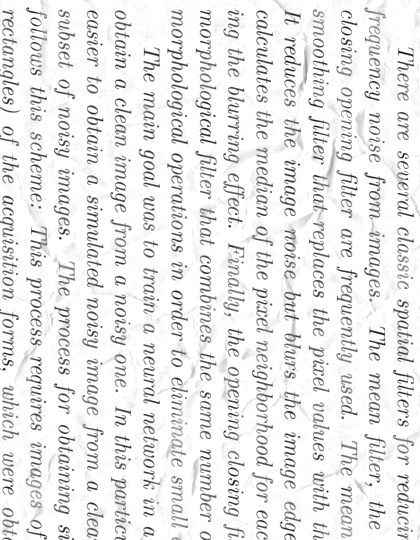 There are several classic spatial filters for reducin
frequency noise from images. The mean filter, the
closing opening filter are frequently used. The mean
smoothing filter that replaces the pixel values with th
It reduces the image noise but blurs the image edge
calculates the median of the pixel neighborhood for eac
ing the blurring effect. Finally, the opening closing fi
morphological filter that combines the same number o
morphological operations in order to eliminate small
The main goal was to train a neural network in a
obtain a clean image from a noisy one. In this particu
easier to obtain a simulated noisy image from a clea
subset of noisy images. The process for obtaining si
follows this scheme: This process requires images of
rectangles) of the acquisition forms, which were obt